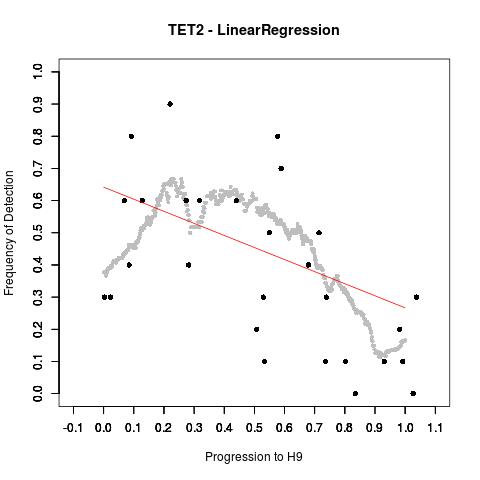 TET2 - LinearRegression
Frequency of Detection
1.0
0.9
0.8
0.7
0.6
0.5
0.4
0.3
0.2
0.1
0.0
-0.1 0.0 0.1 0.2 0.3 0.4 0.5 0.6 0.7 0.8 0.9 1.0 1.1
Progression to H9